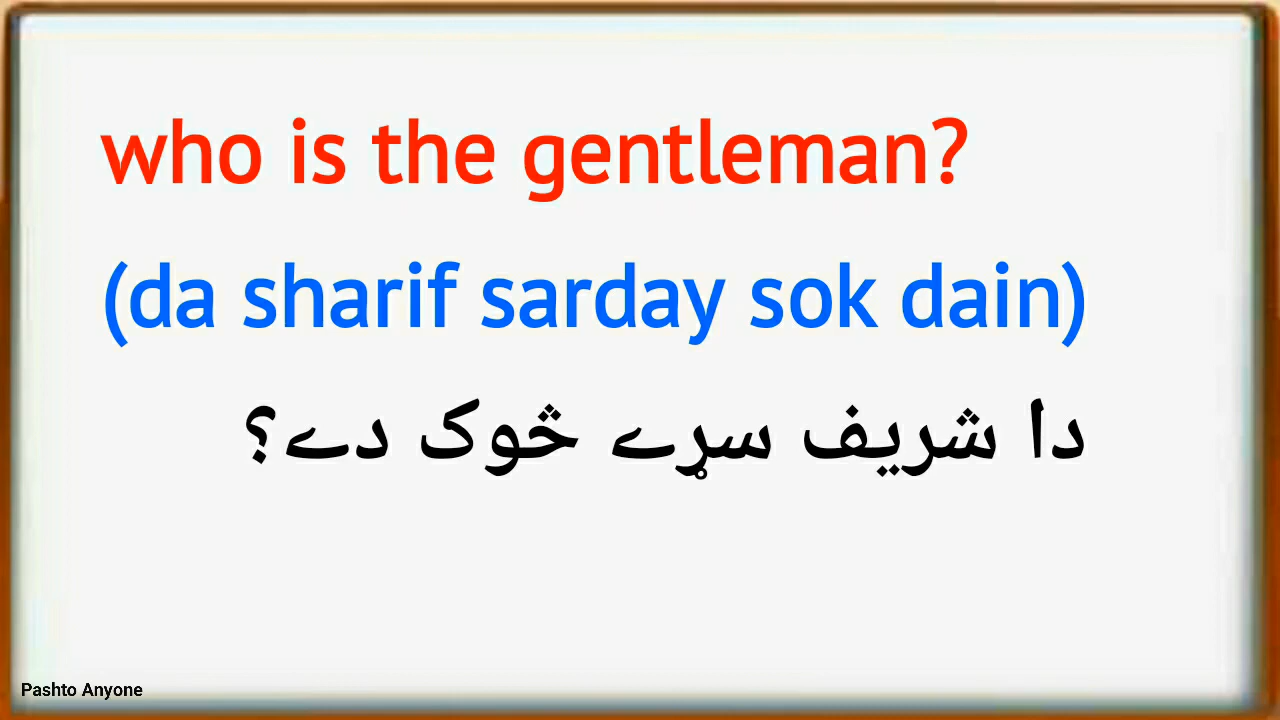 who is the gentleman?
(da sharif sarday sok dain)
دا شریف سړے څوک دے؟
Pashto Anyone